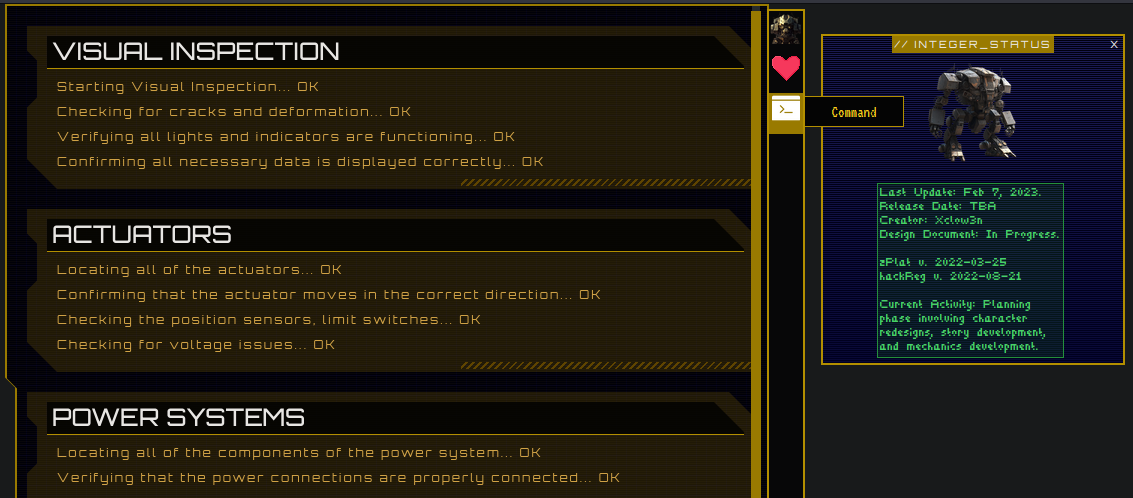 VISUAL INSPECTION
Starting Visual Inspection... OK
Checking for cracks and deformation... OK
Verifying all lights and indicators are functioning... OK
Confirming all necessary data is displayed correctly... OK
ACTUATORS
Locating all of the actuators... OK
Confirming that the actuator moves in the correct direction... OK
Checking the position sensors, limit switches... OK
Checking for voltage issues... OK
POWER SYSTEMS
Locating all of the components of the power system... OK
Verifying that the power connections are properly connected... OK
Command
// INTEGER_STATUS
X
Last Update: Feb 7, 2023.
Release Date: TBA
Creator: Xclow3n
Design Document: In Progress.
zPlat v. 2022-03-25
hackReg v. 2022-08-21
Current Activity: Planning
phase involving character
redesigns, story development,
and mechanics development.